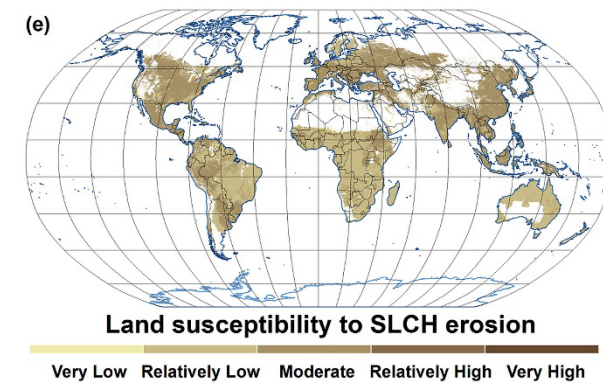 (e)
Land susceptibility to SLCH erosion
Very Low Relatively Low Moderate Relatively High Very High